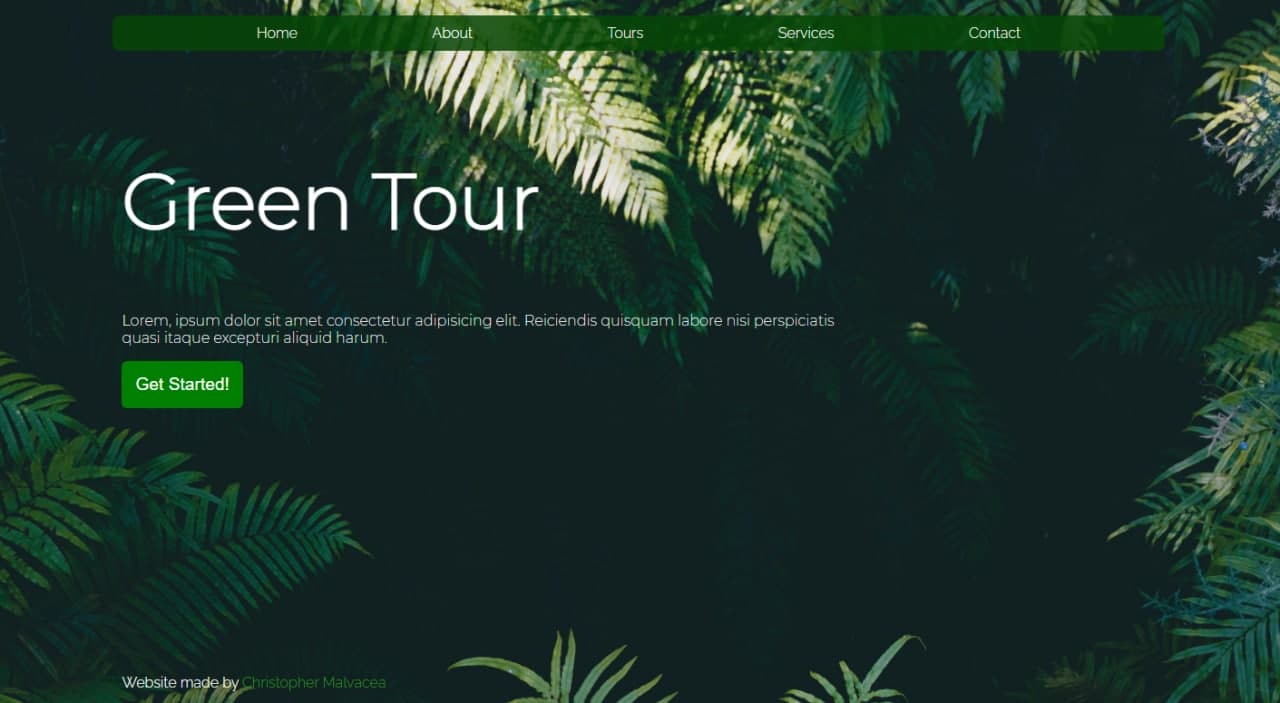 Home About Tours Services Contact
Green Tour
Lorem, ipsum dolor sit amet consectetur adipisicing elit. Reiciendis quisquam labore nisi perspiciatis
quasi itaque excepturi aliquid harum.
Get Started!
Website made by Christopher Malvacea